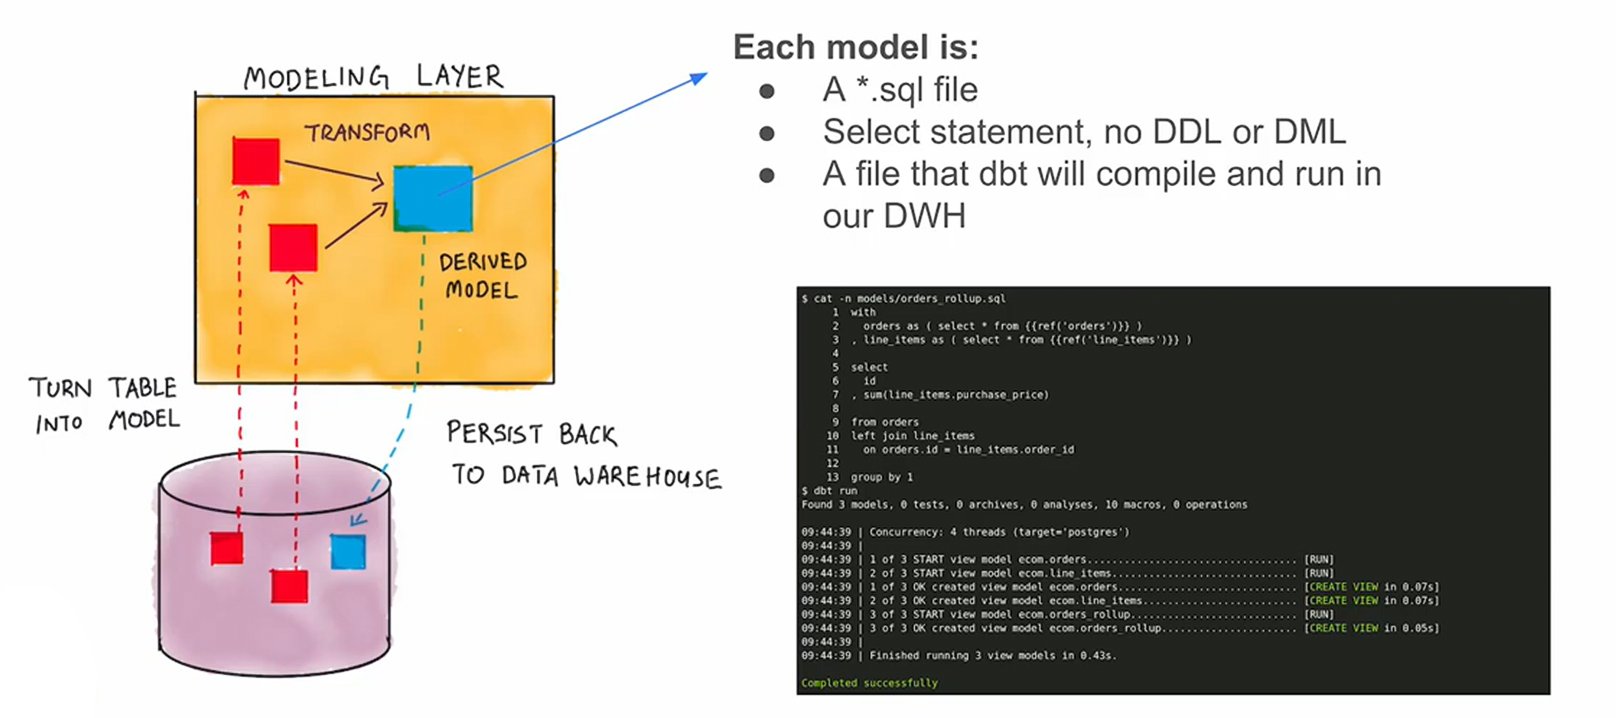 MODELING LAYER
TRANSFORM
DERIVED
MODEL
TURN TABLE
INTO MODEL
PERSIST BACK
TO DATA WAREHOUSE
Each model is:
● A *.sql file
● Select statement, no DDL or DML
● A file that dbt will compile and run in
our DWH
$ cat -n models/orders_rollup.sql
1 with
2 orders as ( select * from {{ref('orders')}} )
3 , line_items as ( select * from {{ref('line_items')}} )
4
5 select
6 id
7 , sum(line_items.purchase_price)
8
9 from orders
10 left join line_items
11 on orders.id = line_items.order_id
12
13 group by 1
$ dbt run
Found 3 models, 0 tests, 0 archives, 0 analyses, 10 macros, 0 operations
09:44:39 | Concurrency: 4 threads (target='postgres')
09:44:39 |
09:44:39 | 1 of 3 START view model ecom.orders................................ [RUN]
09:44:39 | 2 of 3 START view model ecom.line_items............................ [RUN]
09:44:39 | 1 of 3 OK created view model ecom.orders........................... [CREATE VIEW in 0.07s]
09:44:39 | 2 of 3 OK created view model ecom.line_items....................... [CREATE VIEW in 0.07s]
09:44:39 | 3 of 3 START view model ecom.orders_rollup......................... [RUN]
09:44:39 | 3 of 3 OK created view model ecom.orders_rollup.................... [CREATE VIEW in 0.05s]
09:44:39 |
09:44:39 | Finished running 3 view models in 0.43s.
Completed successfully